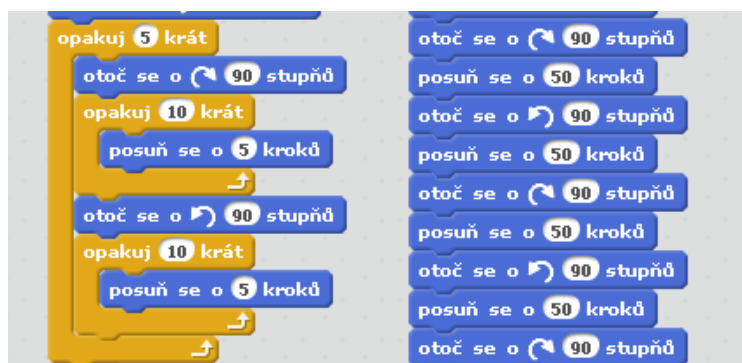 opakuj 5 krát
otoč se o 90 stupňů
opakuj 10 krát
posuň se o 5 kroků
otoč se o 90 stupňů
opakuj 10 krát
posuň se o 5 kroků
otoč se o 90 stupňů
posuň se o 50 kroků
otoč se o 90 stupňů
posuň se o 50 kroků
otoč se o 90 stupňů
posuň se o 50 kroků
otoč se o 90 stupňů
posuň se o 50 kroků
otoč se o 90 stupňů